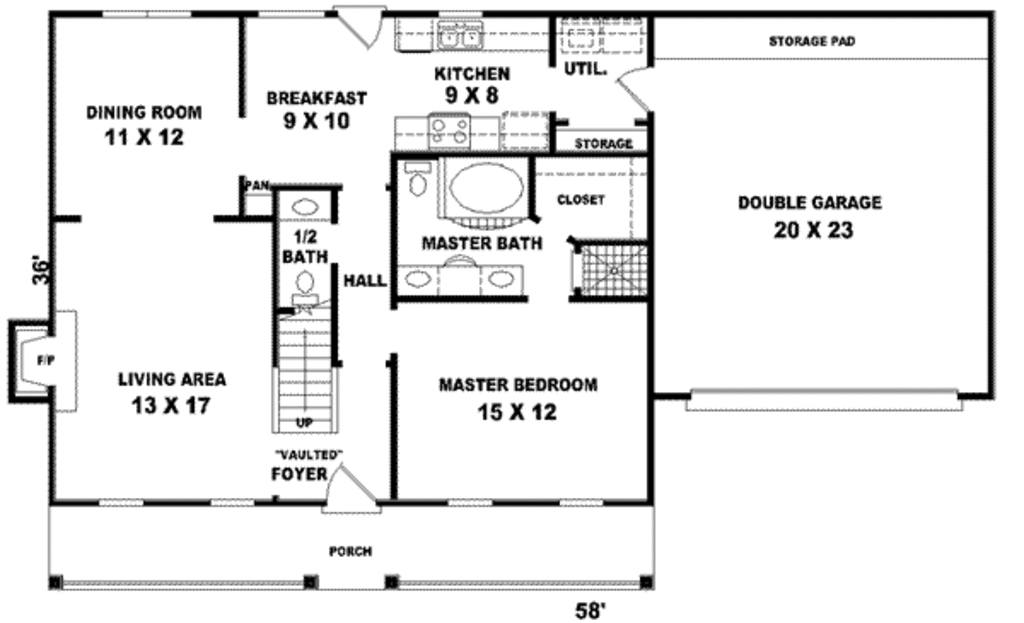 STORAGE PAD
UTIL.
KITCHEN
9 X 8
BREAKFAST
9 X 10
DINING ROOM
11 X 12
STORAGE
PAN
CLOSET
DOUBLE GARAGE
20 X 23
1/2
BATH
MASTER BATH
HALL
36'
F/P
LIVING AREA
13 X 17
MASTER BEDROOM
15 X 12
UP
"VAULTED"
FOYER
PORCH
58'